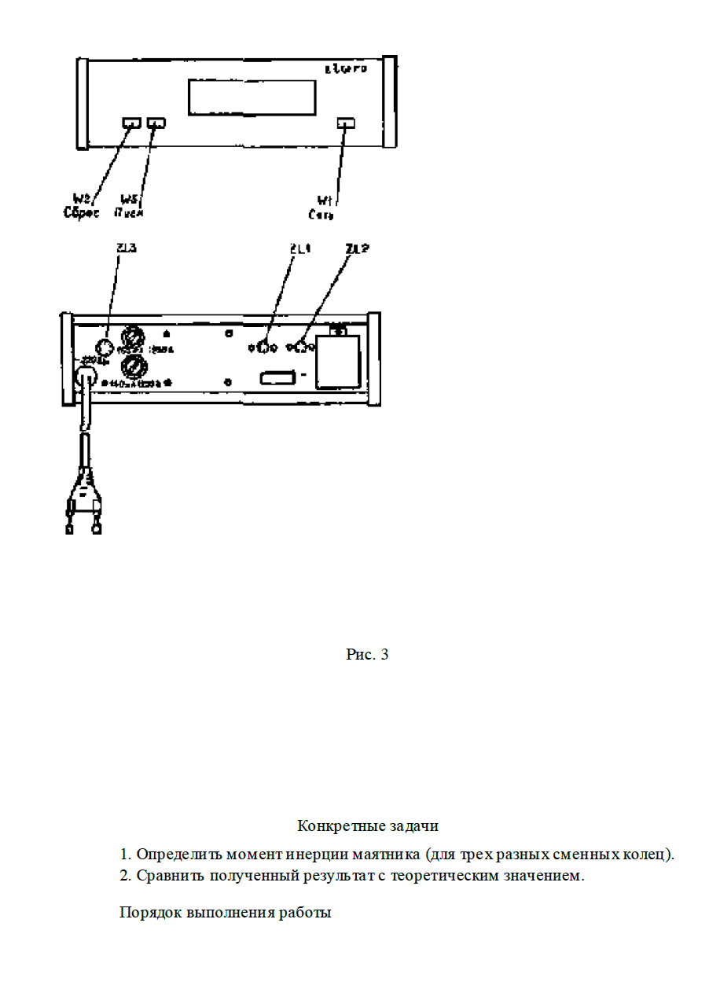 W2 W3 W1
Сброс Пуск Сеть
ZL3 ZL1 ZL2
Рис. 3
Конкретные задачи
1. Определить момент инерции маятника (для трех разных сменных колец).
2. Сравнить полученный результат с теоретическим значением.
Порядок выполнения работы